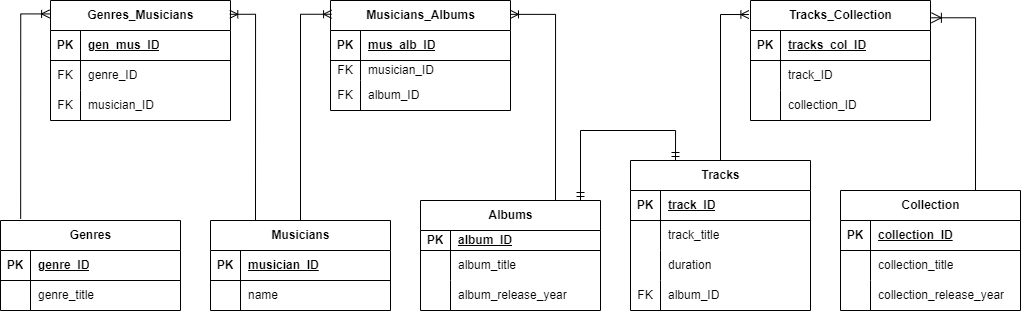 Genres_Musicians
PK gen_mus_ID
FK genre_ID
FK musician_ID
Musicians_Albums
PK mus_alb_ID
FK musician_ID
FK album_ID
Tracks_Collection
PK tracks_col_ID
track_ID
collection_ID
Genres
PK genre_ID
genre_title
Musicians
PK musician_ID
name
Albums
PK album_ID
album_title
album_release_year
Tracks
PK track_ID
track_title
duration
FK album_ID
Collection
PK collection_ID
collection_title
collection_release_year